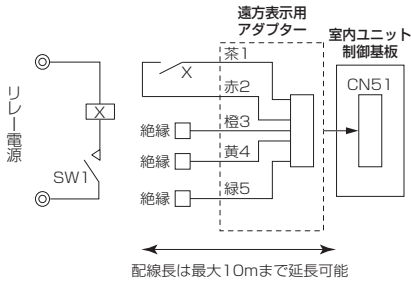 遠方表示用
アダプター
室内ユニット
制御基板
茶1
X
赤2
CN51
リレー電源
X
橙3
絶縁
黄4
絶縁
SW1
緑5
絶縁
配線長は最大10mまで延長可能